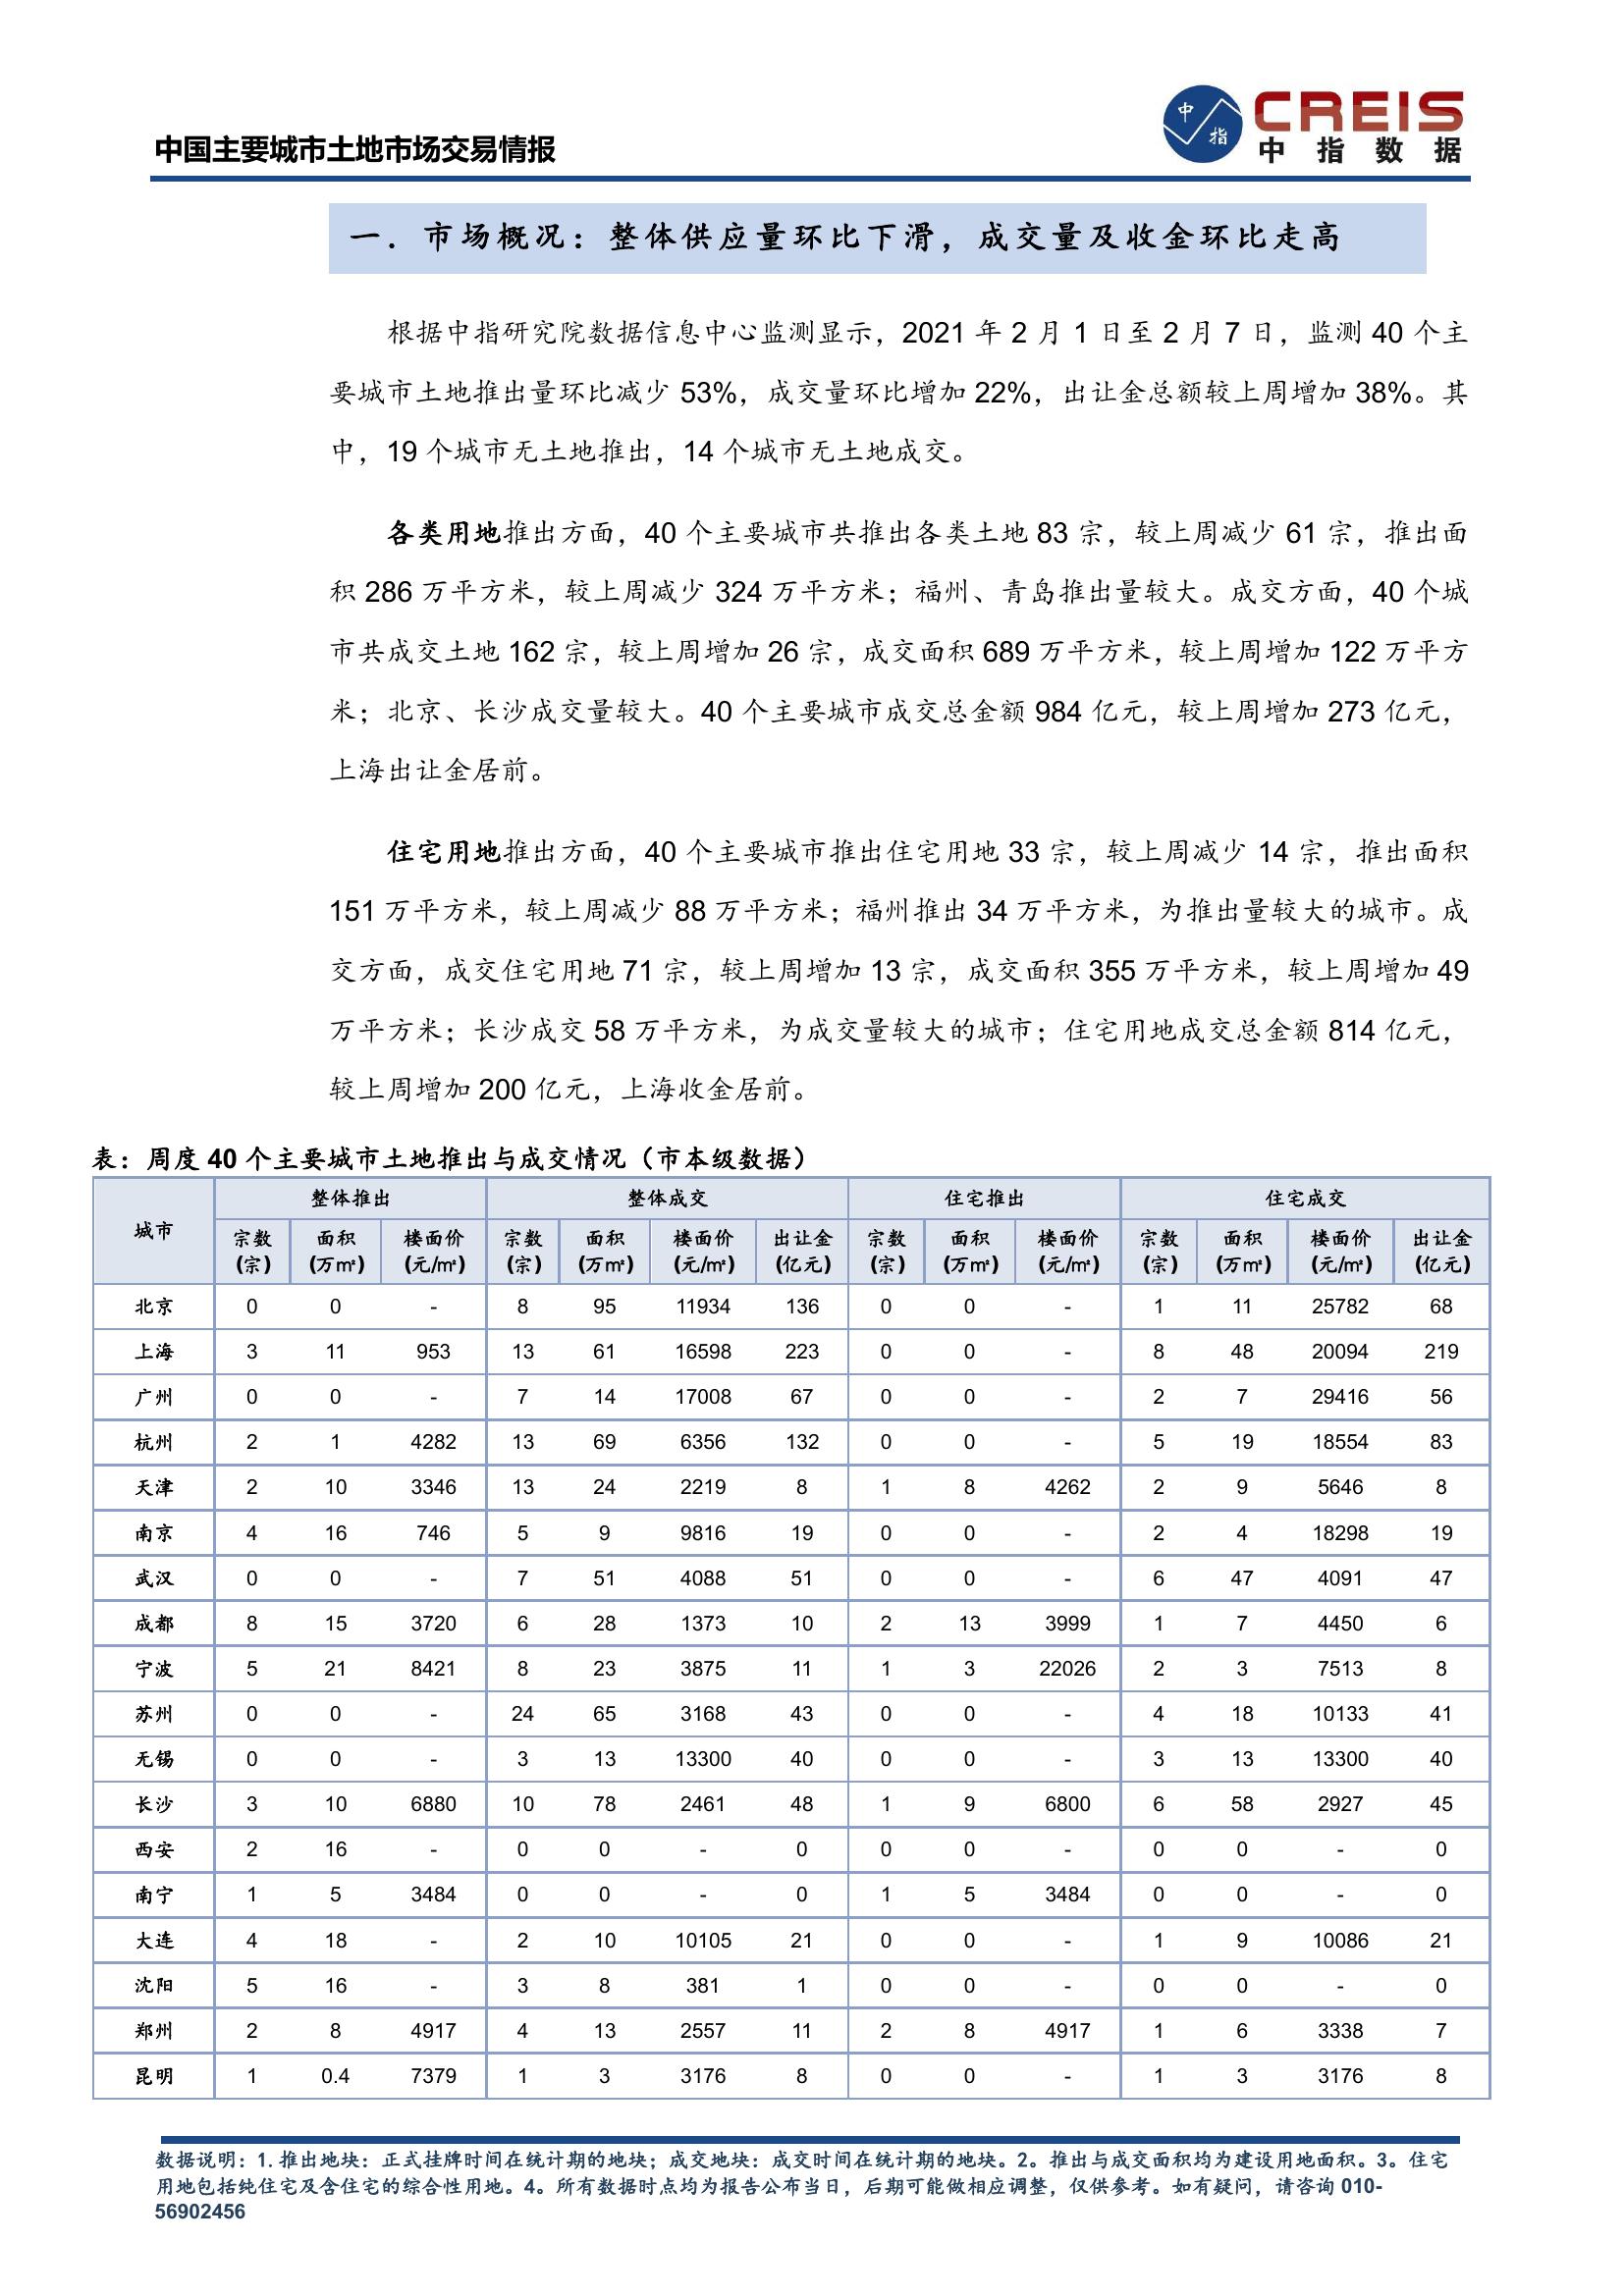 中国主要城市土地市场交易情报
中指
CREIS
中指数据
一．市场概况：整体供应量环比下滑，成交量及收金环比走高
根据中指研究院数据信息中心监测显示，2021 年 2 月 1 日至 2 月 7 日，监测 40 个主
要城市土地推出量环比减少 53%，成交量环比增加 22%，出让金总额较上周增加 38%。其
中，19 个城市无土地推出，14 个城市无土地成交。
各类用地推出方面，40 个主要城市共推出各类土地 83 宗，较上周减少 61 宗，推出面
积 286 万平方米，较上周减少 324 万平方米；福州、青岛推出量较大。成交方面，40 个城
市共成交土地 162 宗，较上周增加 26 宗，成交面积 689 万平方米，较上周增加 122 万平方
米；北京、长沙成交量较大。40 个主要城市成交总金额 984 亿元，较上周增加 273 亿元，
上海出让金居前。
住宅用地推出方面，40 个主要城市推出住宅用地 33 宗，较上周减少 14 宗，推出面积
151 万平方米，较上周减少 88 万平方米；福州推出 34 万平方米，为推出量较大的城市。成
交方面，成交住宅用地 71 宗，较上周增加 13 宗，成交面积 355 万平方米，较上周增加 49
万平方米；长沙成交 58 万平方米，为成交量较大的城市；住宅用地成交总金额 814 亿元，
较上周增加 200 亿元，上海收金居前。
表：周度 40 个主要城市土地推出与成交情况（市本级数据）
城市 整体推出 整体成交 住宅推出 住宅成交
宗数 面积 楼面价 宗数 面积 楼面价 出让金 宗数 面积 楼面价 宗数 面积 楼面价 出让金
(宗) (万㎡) (元/㎡) (宗) (万㎡) (元/㎡) (亿元) (宗) (万㎡) (元/㎡) (宗) (万㎡) (元/㎡) (亿元)
北京 0 0 - 8 95 11934 136 0 0 - 1 11 25782 68
上海 3 11 953 13 61 16598 223 0 0 - 8 48 20094 219
广州 0 0 - 7 14 17008 67 0 0 - 2 7 29416 56
杭州 2 1 4282 13 69 6356 132 0 0 - 5 19 18554 83
天津 2 10 3346 13 24 2219 8 1 8 4262 2 9 5646 8
南京 4 16 746 5 9 9816 19 0 0 - 2 4 18298 19
武汉 0 0 - 7 51 4088 51 0 0 - 6 47 4091 47
成都 8 15 3720 6 28 1373 10 2 13 3999 1 7 4450 6
宁波 5 21 8421 8 23 3875 11 1 3 22026 2 3 7513 8
苏州 0 0 - 24 65 3168 43 0 0 - 4 18 10133 41
无锡 0 0 - 3 13 13300 40 0 0 - 3 13 13300 40
长沙 3 10 6880 10 78 2461 48 1 9 6800 6 58 2927 45
西安 2 16 - 0 0 - 0 0 0 - 0 0 - 0
南宁 1 5 3484 0 0 - 0 1 5 3484 0 0 - 0
大连 4 18 - 2 10 10105 21 0 0 - 1 9 10086 21
沈阳 5 16 - 3 8 381 1 0 0 - 0 0 - 0
郑州 2 8 4917 4 13 2557 11 2 8 4917 1 6 3338 7
昆明 1 0.4 7379 1 3 3176 8 0 0 - 1 3 3176 8
数据说明：1. 推出地块：正式挂牌时间在统计期的地块；成交地块：成交时间在统计期的地块。2。推出与成交面积均为建设用地面积。3。住宅
用地包括纯住宅及含住宅的综合性用地。4。所有数据时点均为报告公布当日，后期可能做相应调整，仅供参考。如有疑问，请咨询 010-
56902456